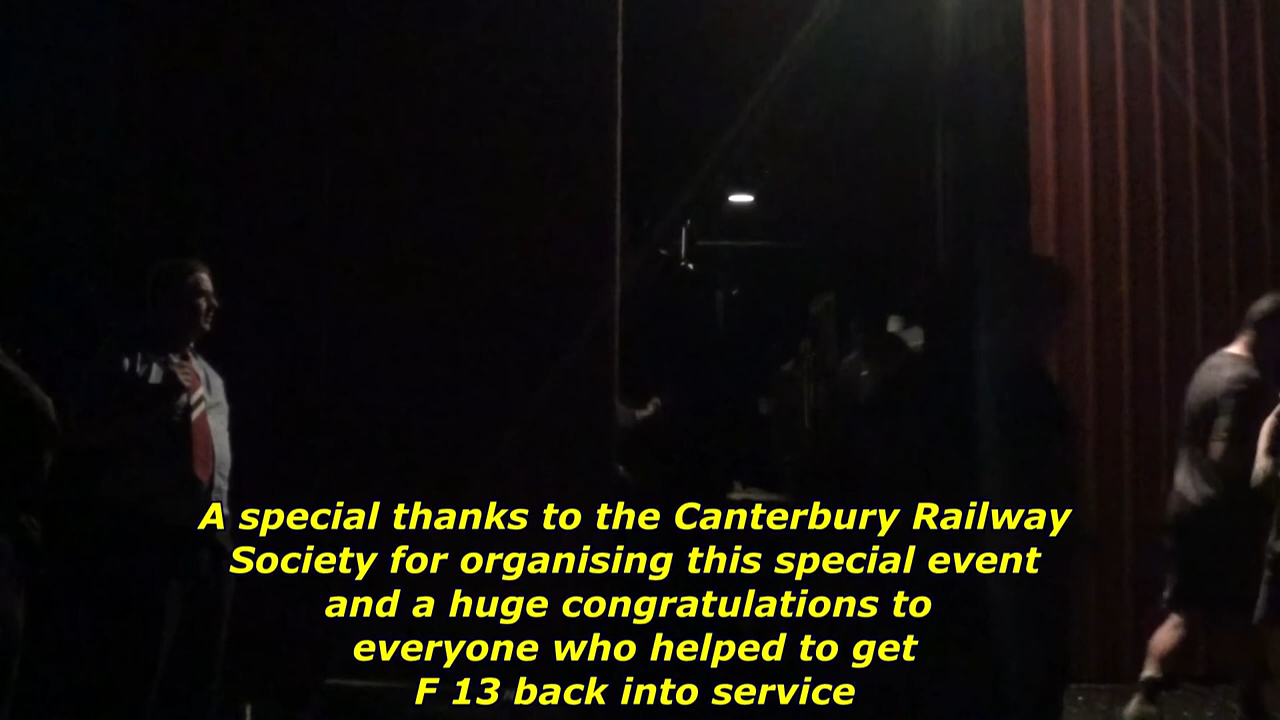 A special thanks to the Canterbury Railway
Society for organising this special event
and a huge congratulations to
everyone who helped to get
F 13 back into service